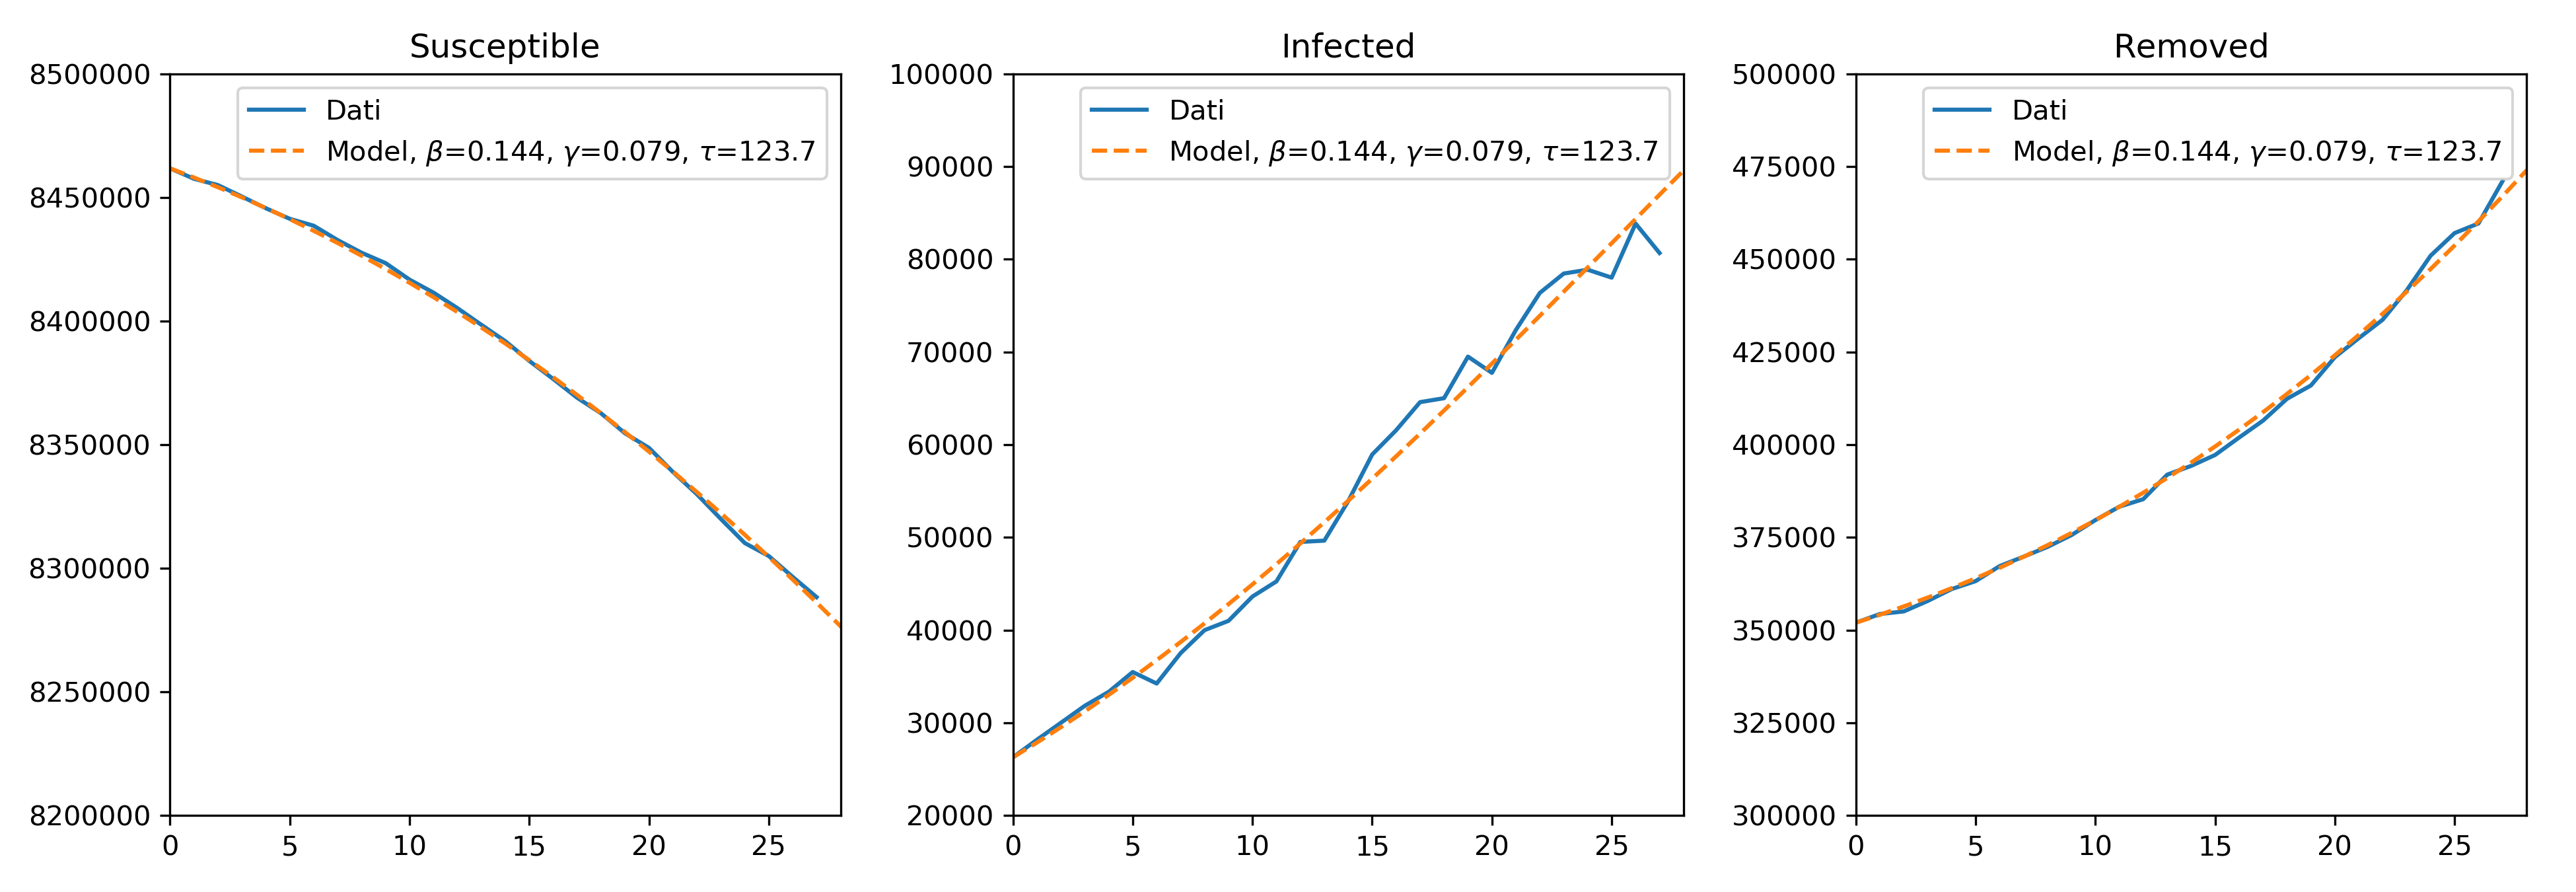 Susceptible
8500000
8450000
8400000
8350000
8300000
8250000
8200000
0 5 10 15 20 25
Dati
Model, β=0.144, γ=0.079, τ=123.7
Infected
100000
90000
80000
70000
60000
50000
40000
30000
20000
0 5 10 15 20 25
Dati
Model, β=0.144, γ=0.079, τ=123.7
Removed
500000
475000
450000
425000
400000
375000
350000
325000
300000
0 5 10 15 20 25
Dati
Model, β=0.144, γ=0.079, τ=123.7